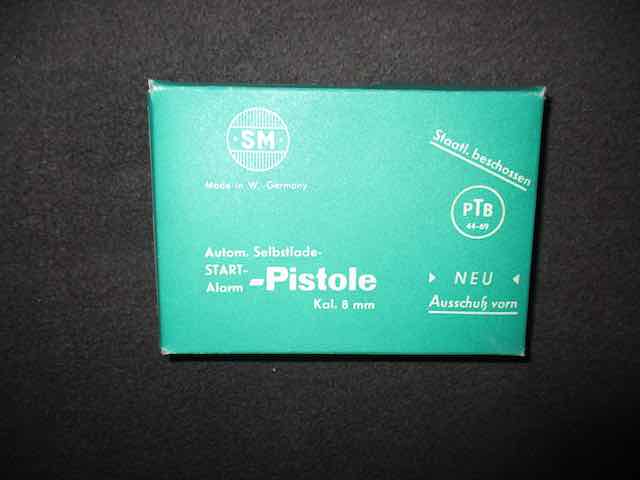 SM
Made in W.-Germany
Staatl. beschossen
PTB
44-69
Autom. Selbstlade-
START-
Alarm -Pistole
Kal. 8 mm
▸ NEU ◂
Ausschuß vorn